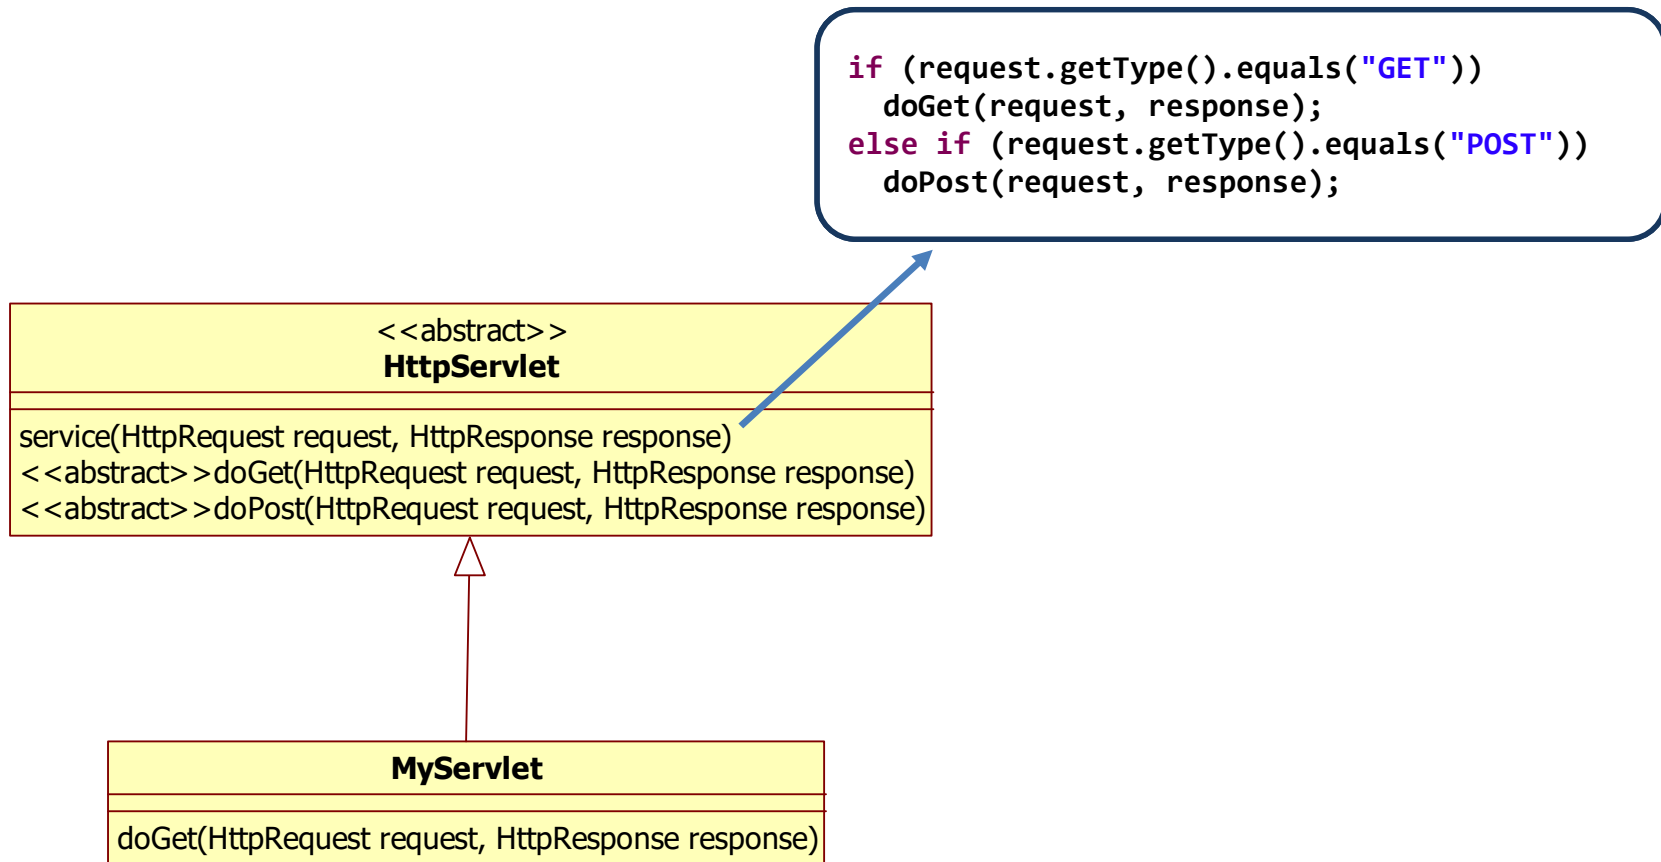 if (request.getType().equals("GET"))
doGet(request, response);
else if (request.getType().equals("POST"))
doPost(request, response);
<<abstract>>
HttpServlet
service(HttpRequest request, HttpResponse response)
<<abstract>>doGet(HttpRequest request, HttpResponse response)
<<abstract>>doPost(HttpRequest request, HttpResponse response)
MyServlet
doGet(HttpRequest request, HttpResponse response)